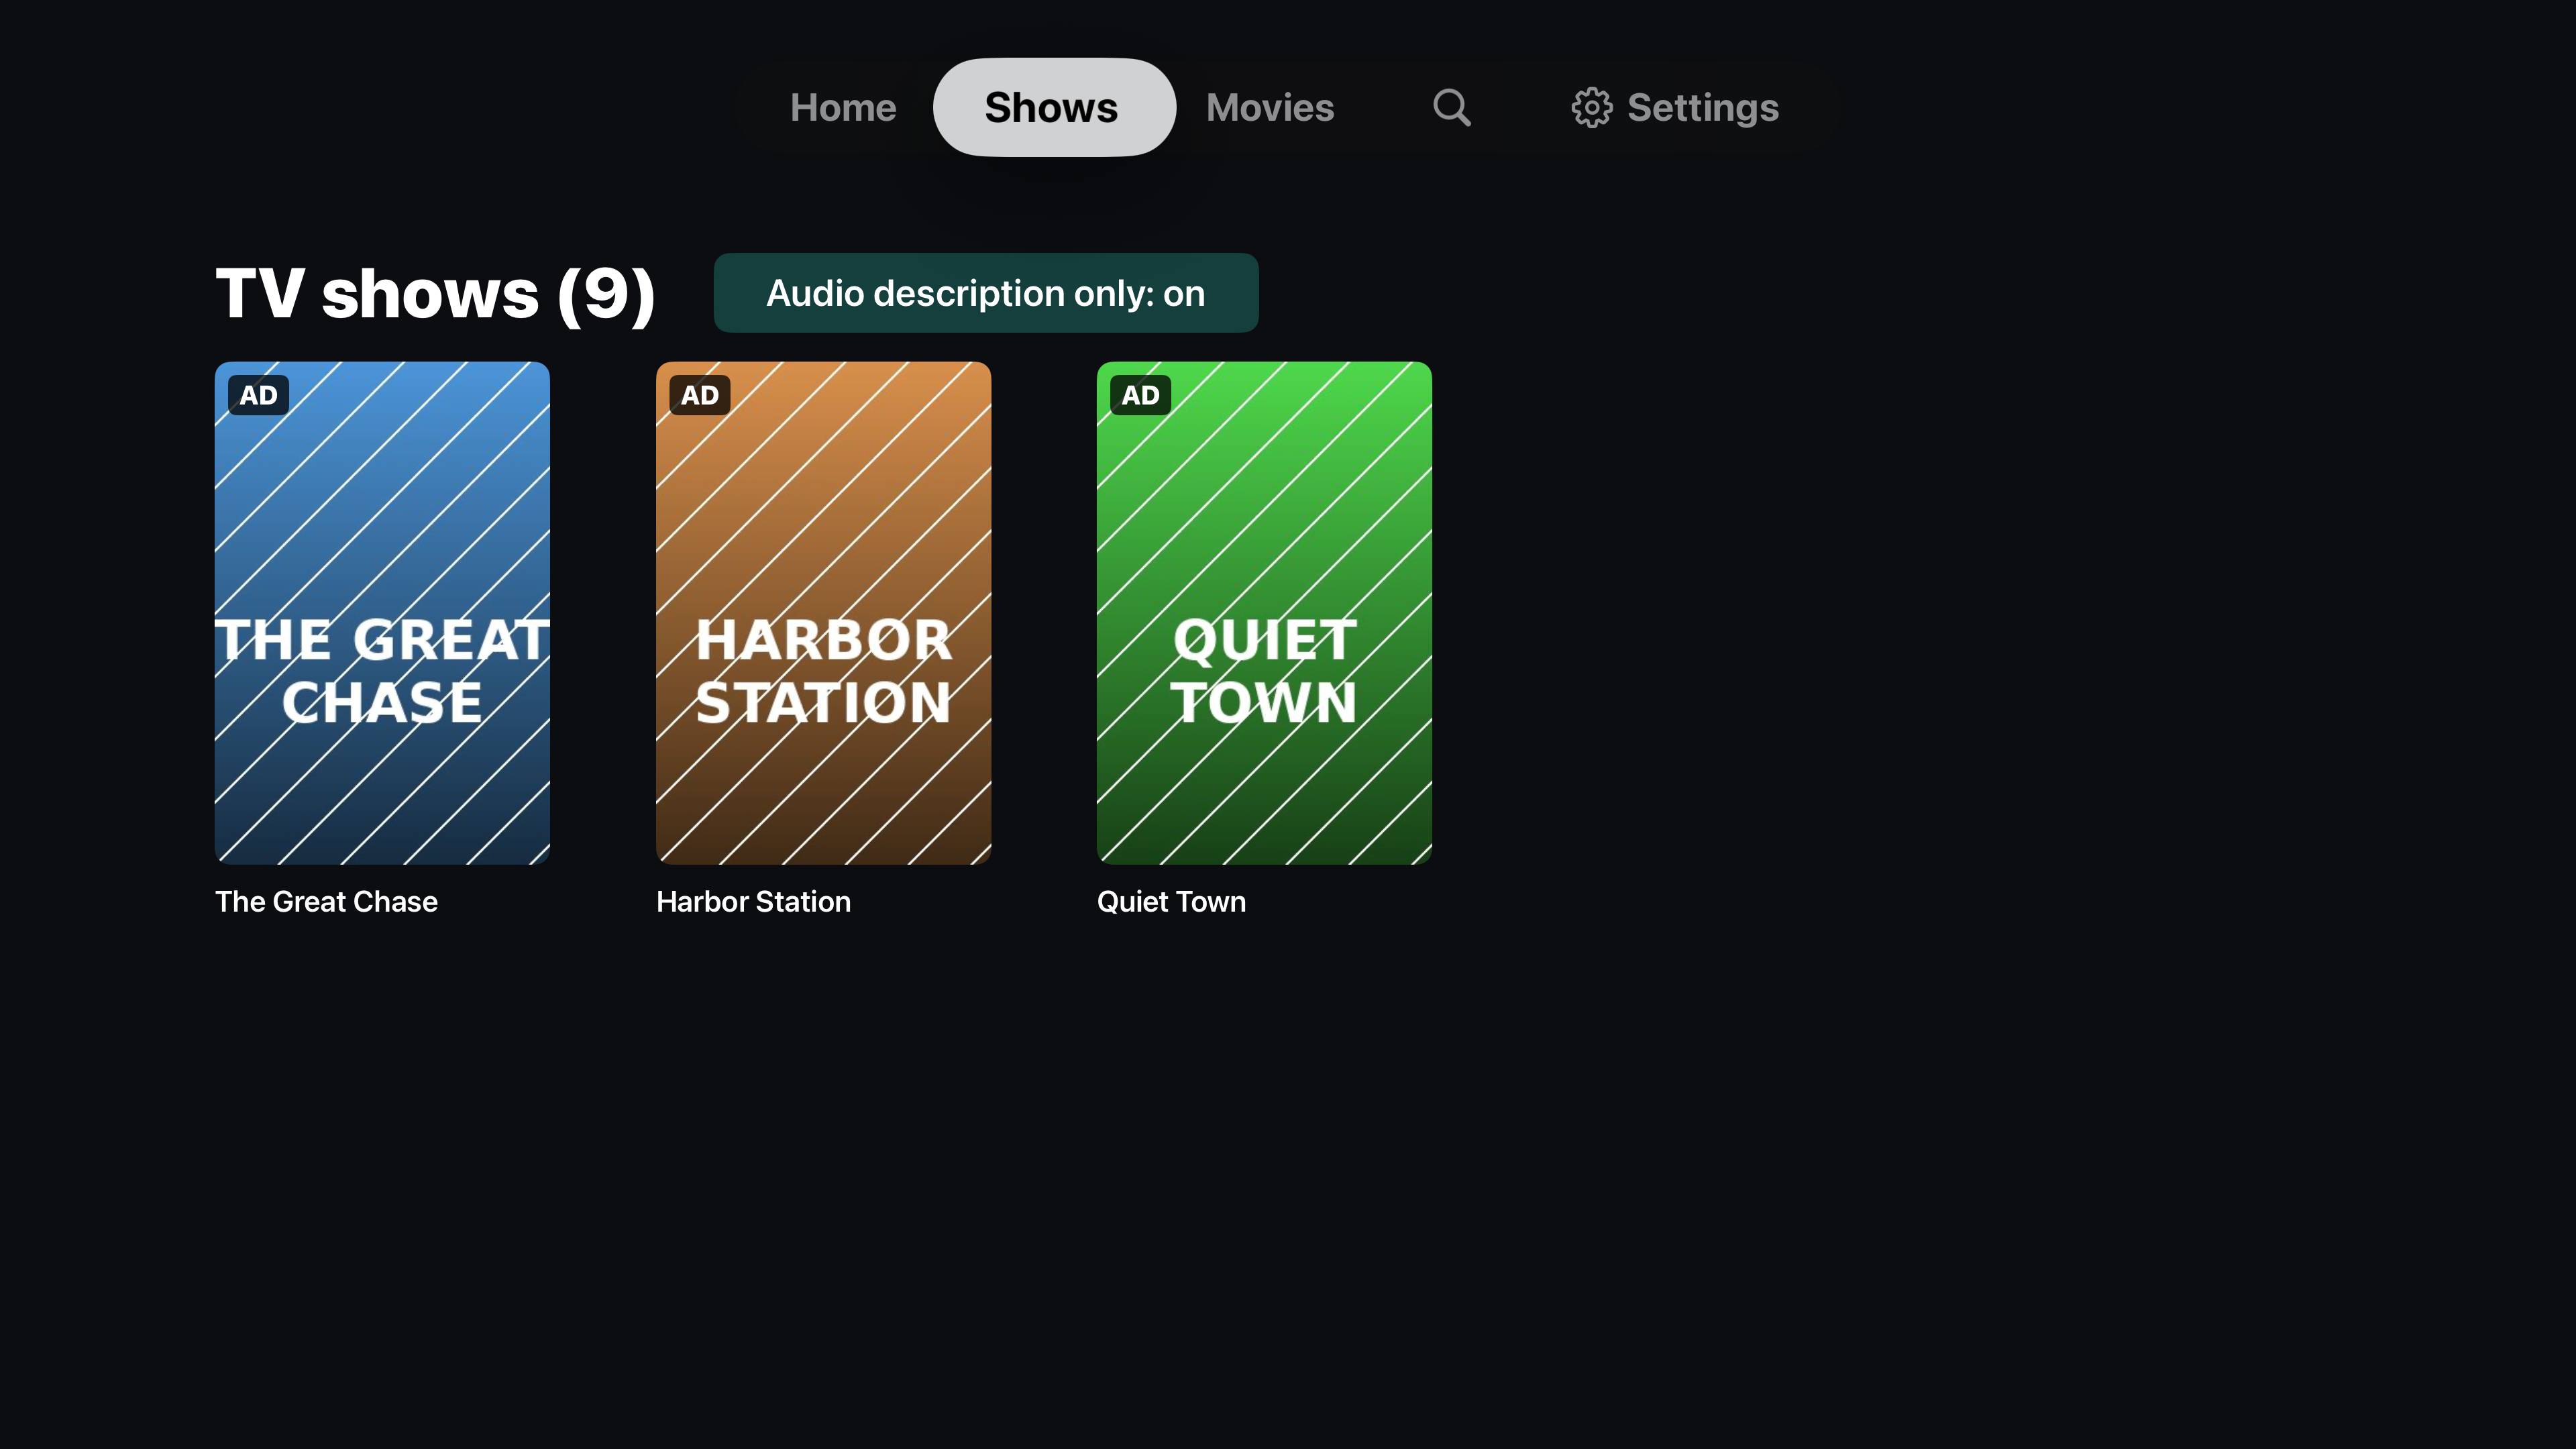 Home Shows Movies Settings
TV shows (9) Audio description only: on
AD AD AD
THE GREAT
CHASE
HARBOR
STATION
QUIET
TOWN
The Great Chase
Harbor Station
Quiet Town